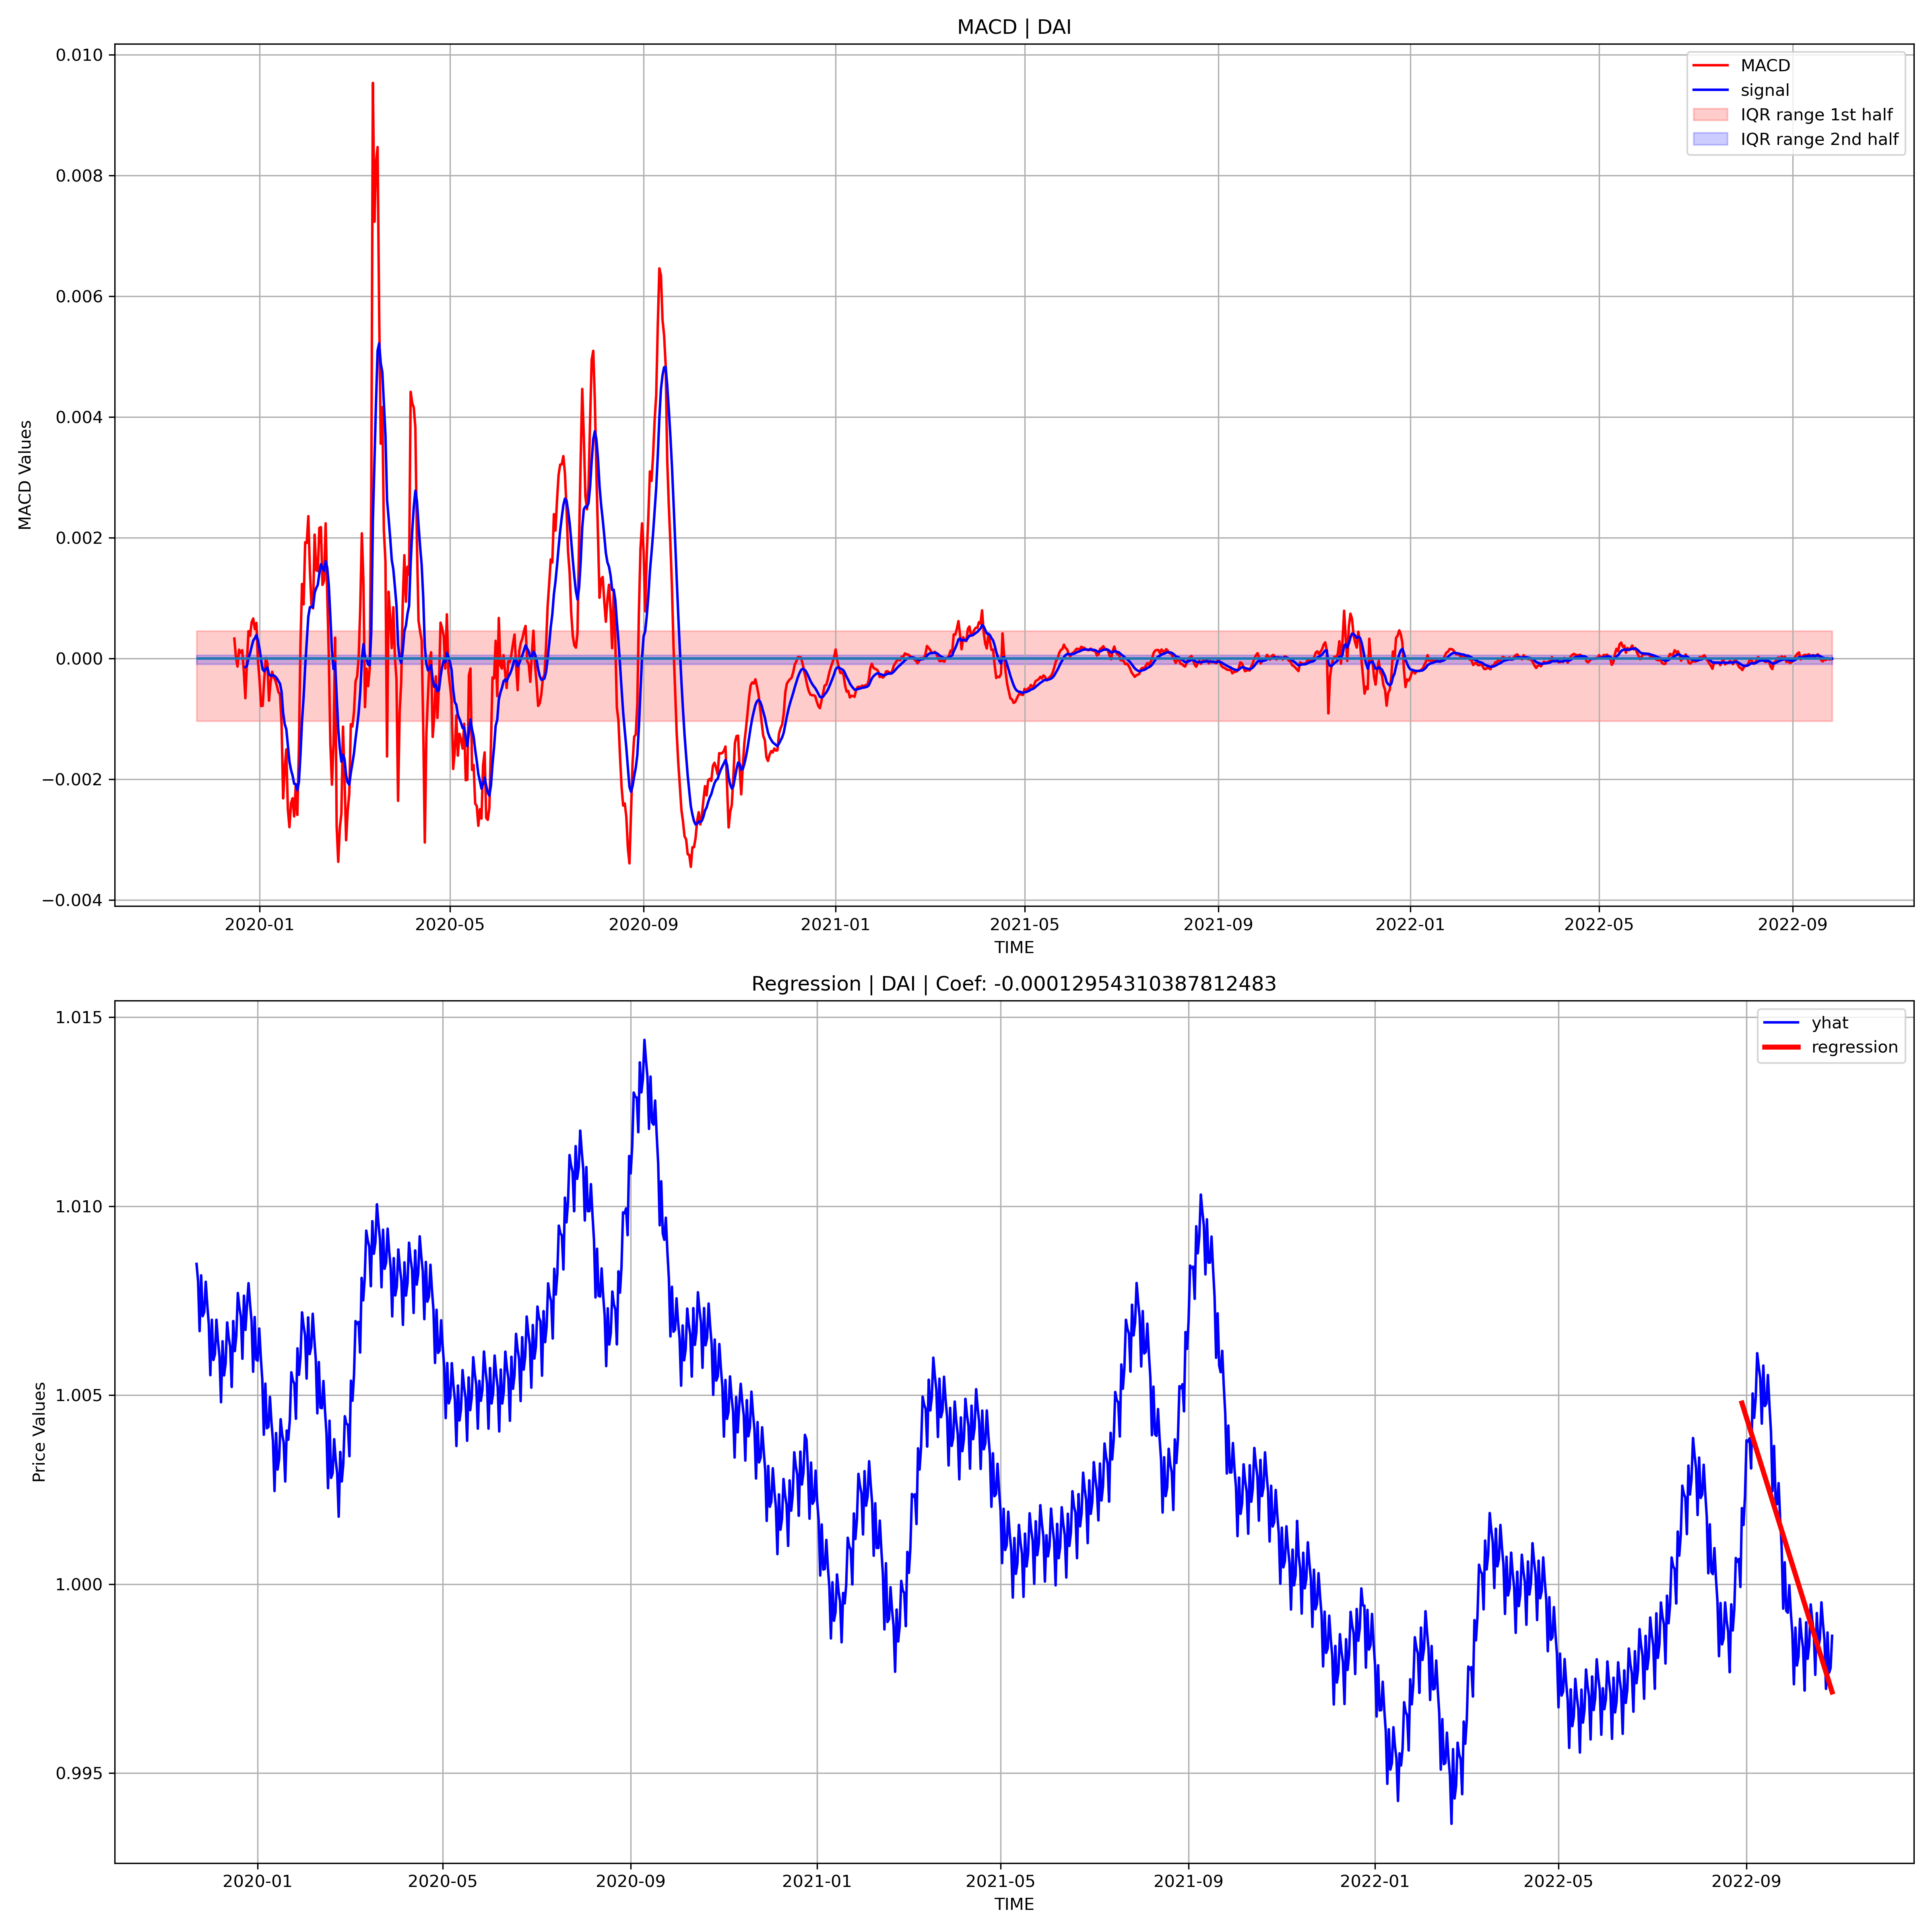 MACD | DAI
0.010
0.008
0.006
0.004
0.002
0.000
−0.002
−0.004
MACD Values
MACD
signal
IQR range 1st half
IQR range 2nd half
2020-01 2020-05 2020-09 2021-01 2021-05 2021-09 2022-01 2022-05 2022-09
TIME
Regression | DAI | Coef: -0.00012954310387812483
1.015
1.010
1.005
1.000
0.995
Price Values
yhat
regression
2020-01 2020-05 2020-09 2021-01 2021-05 2021-09 2022-01 2022-05 2022-09
TIME